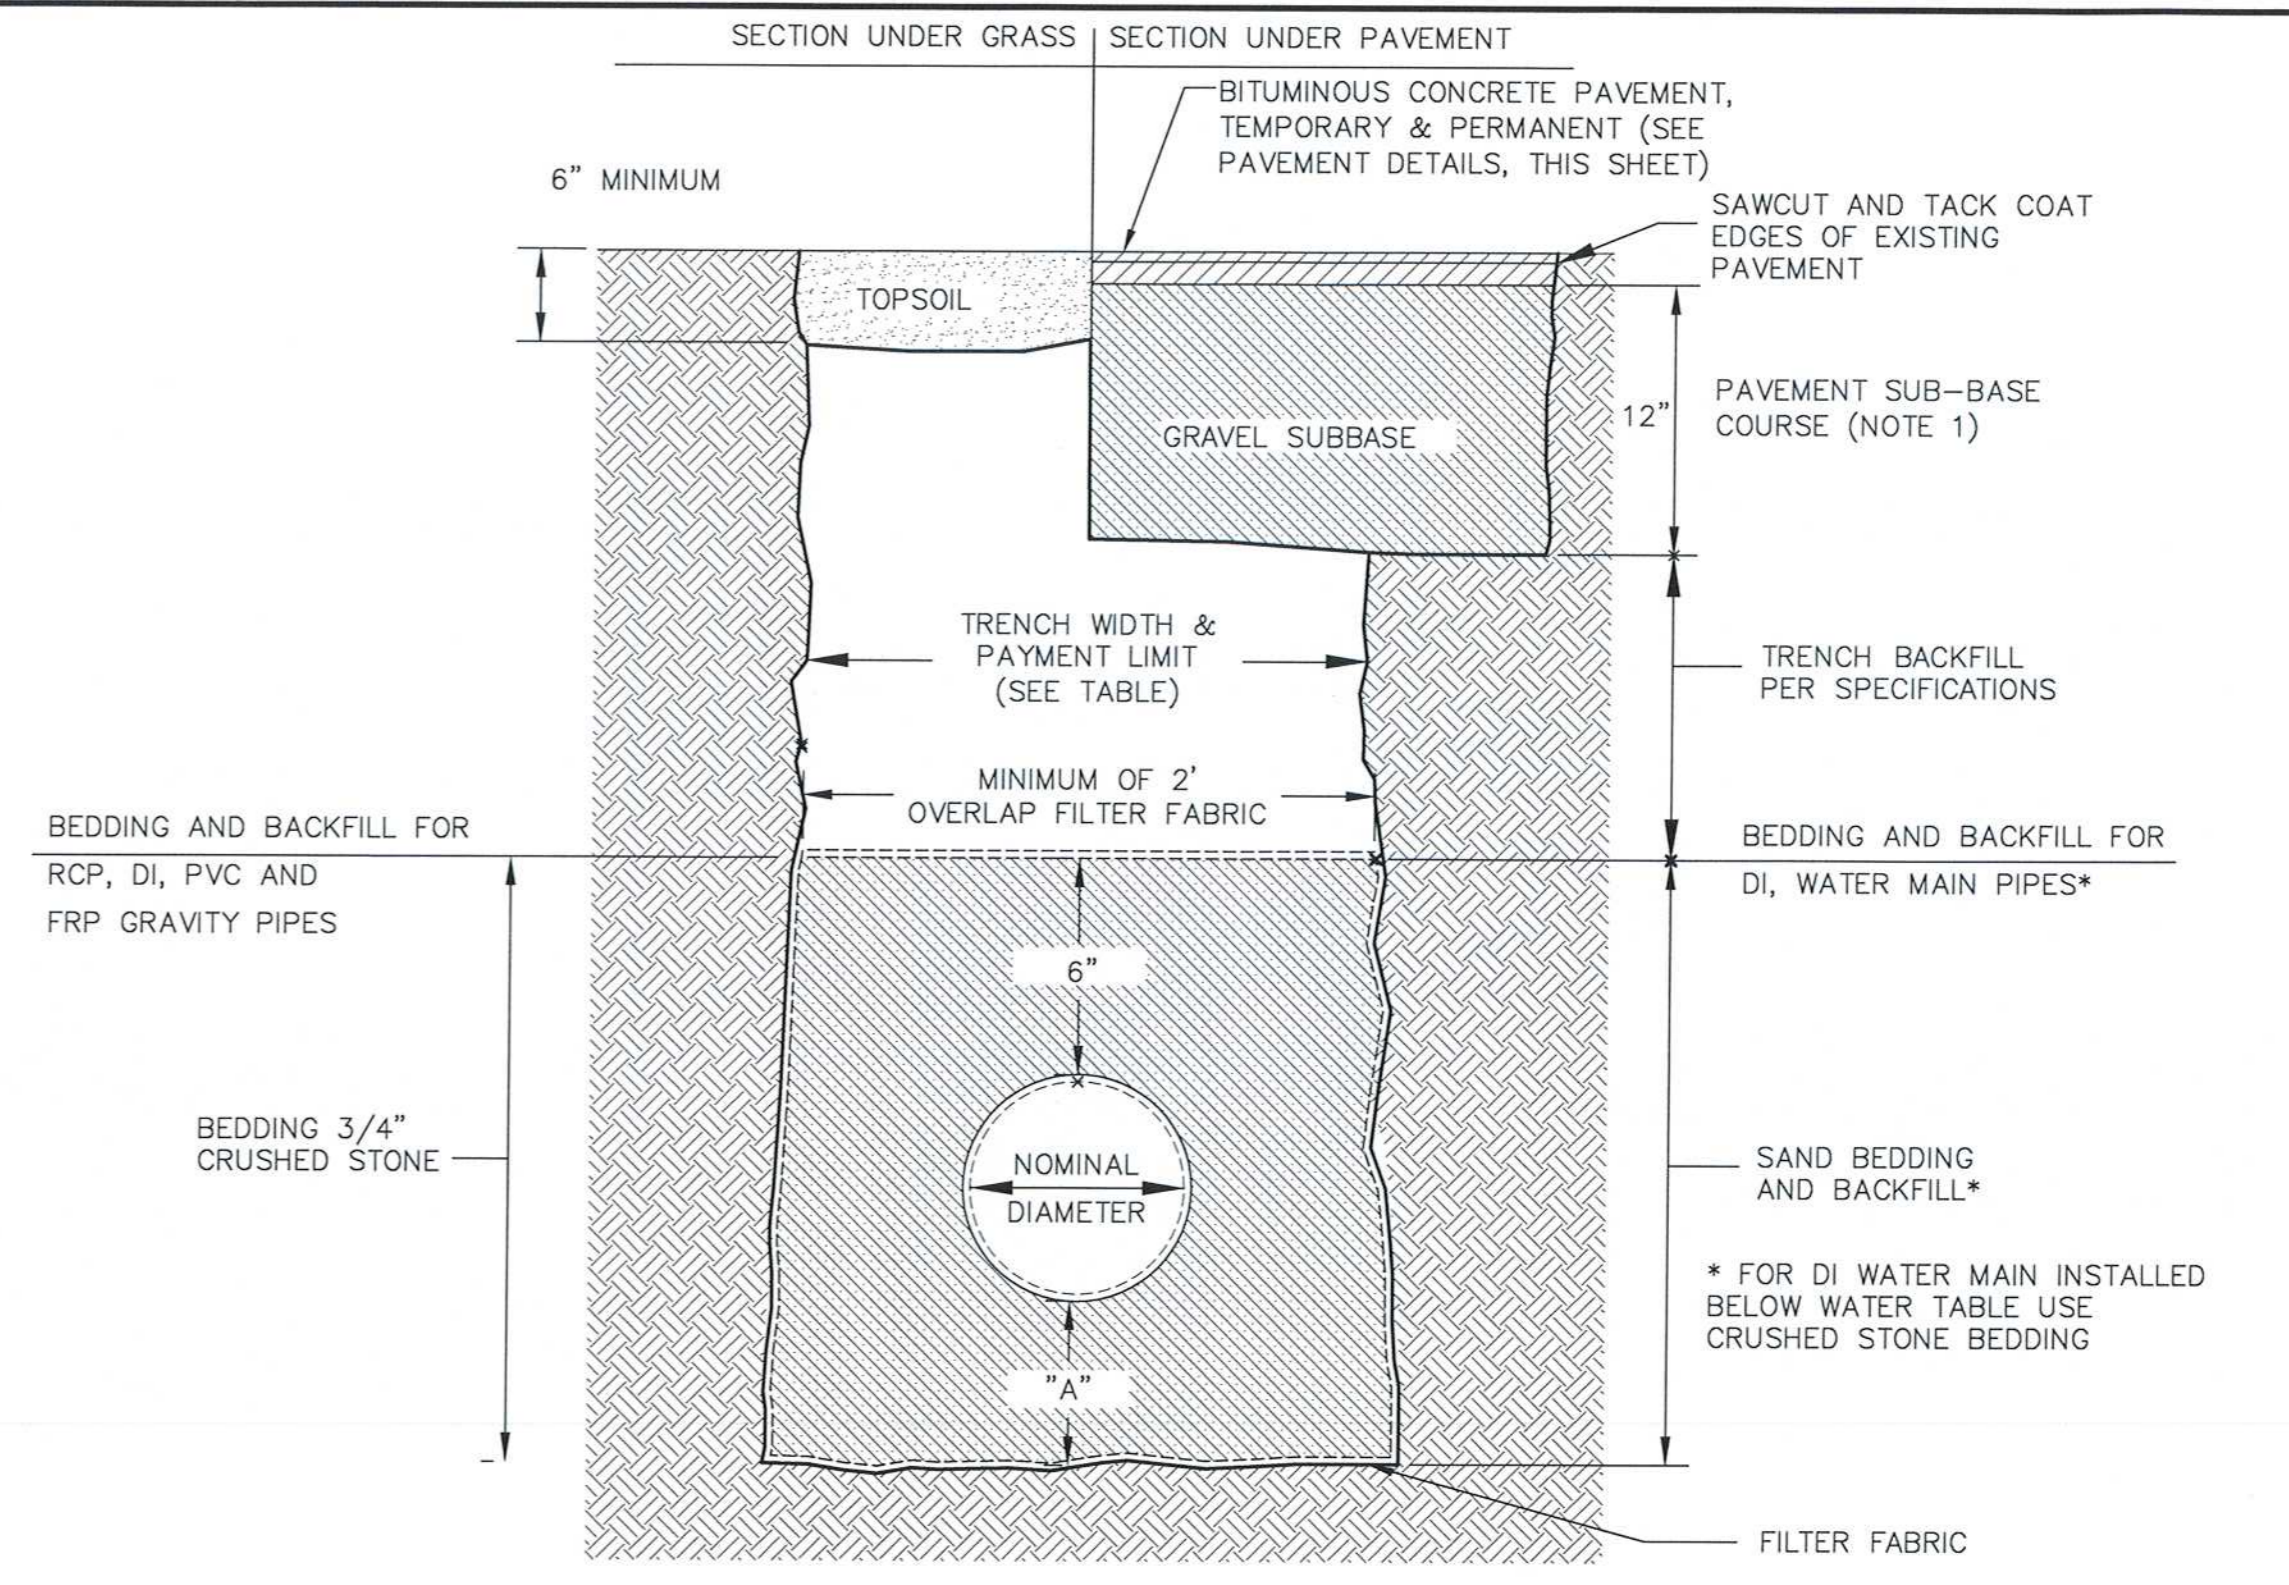 SECTION UNDER GRASS
SECTION UNDER PAVEMENT
BITUMINOUS CONCRETE PAVEMENT,
TEMPORARY & PERMANENT (SEE
PAVEMENT DETAILS, THIS SHEET)
6" MINIMUM
SAWCUT AND TACK COAT
EDGES OF EXISTING
PAVEMENT
TOPSOIL
GRAVEL SUBBASE
12"
PAVEMENT SUB-BASE
COURSE (NOTE 1)
TRENCH WIDTH &
PAYMENT LIMIT
(SEE TABLE)
TRENCH BACKFILL
PER SPECIFICATIONS
MINIMUM OF 2'
OVERLAP FILTER FABRIC
BEDDING AND BACKFILL FOR
RCP, DI, PVC AND
FRP GRAVITY PIPES
BEDDING AND BACKFILL FOR
DI, WATER MAIN PIPES*
6"
BEDDING 3/4"
CRUSHED STONE
NOMINAL
DIAMETER
SAND BEDDING
AND BACKFILL*
* FOR DI WATER MAIN INSTALLED
BELOW WATER TABLE USE
CRUSHED STONE BEDDING
"A"
FILTER FABRIC